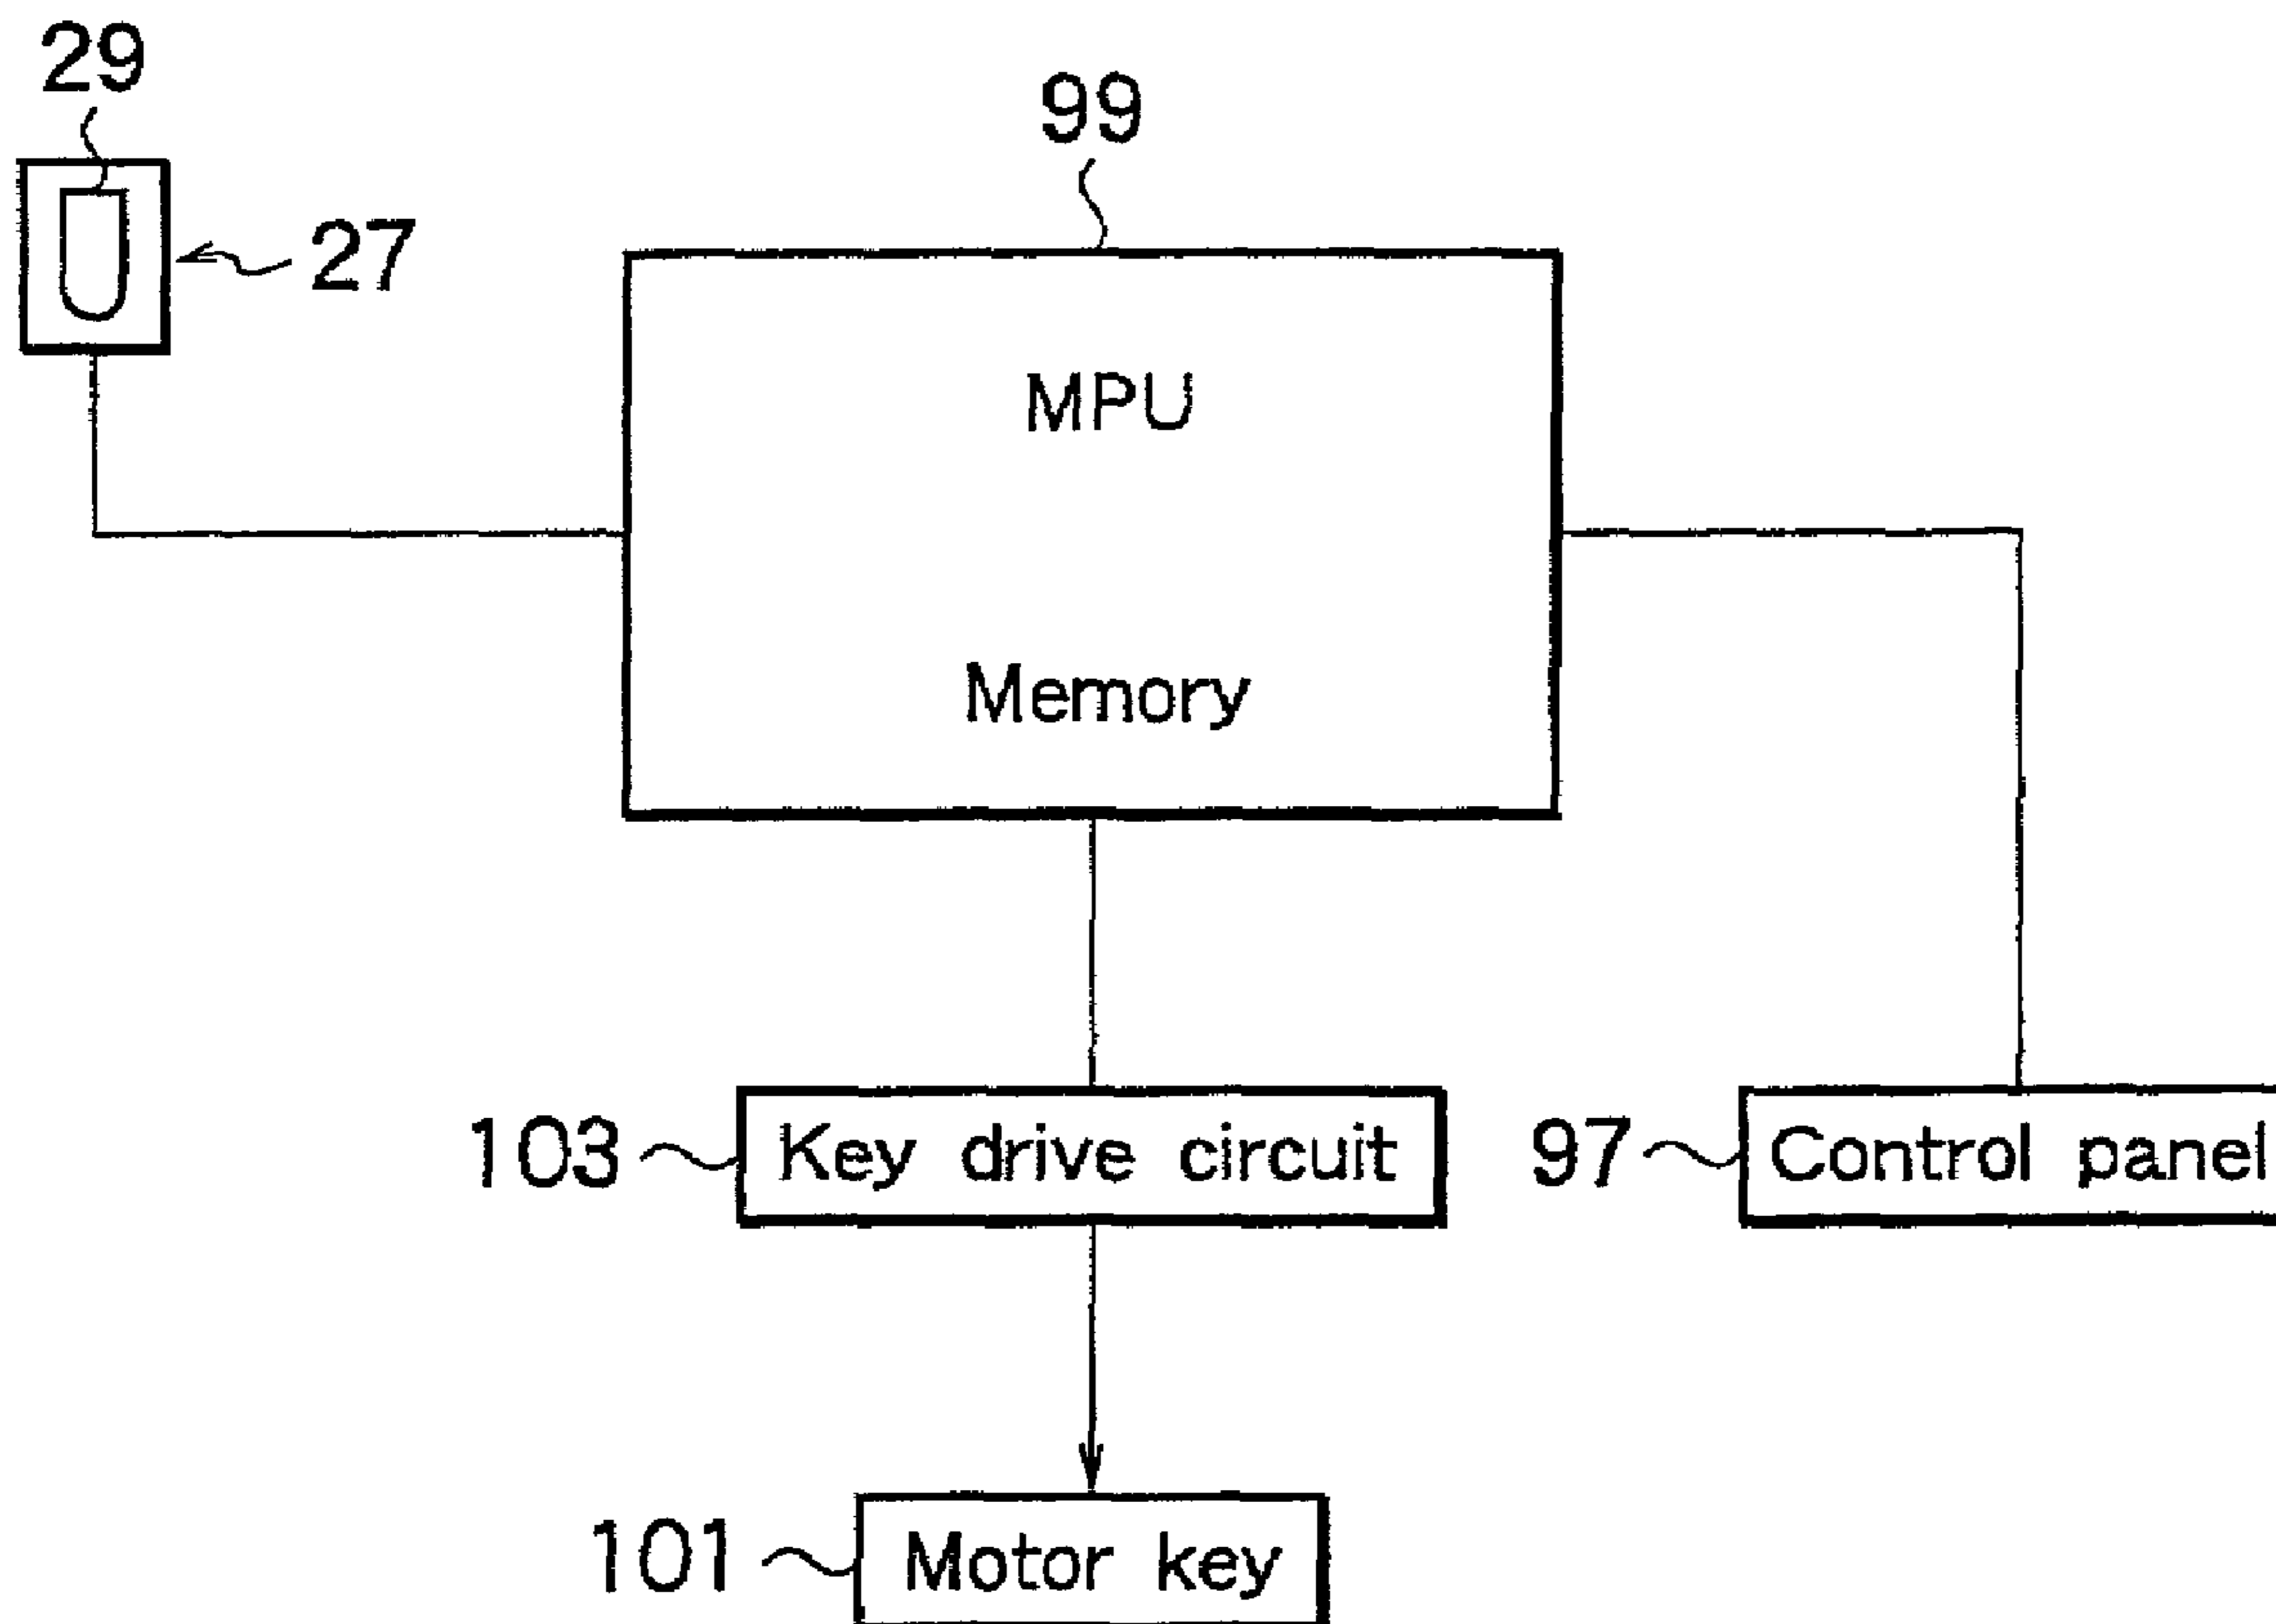 29
99
27
MPU
Memory
103 Key drive circuit
97 Control panel
101 Motor key